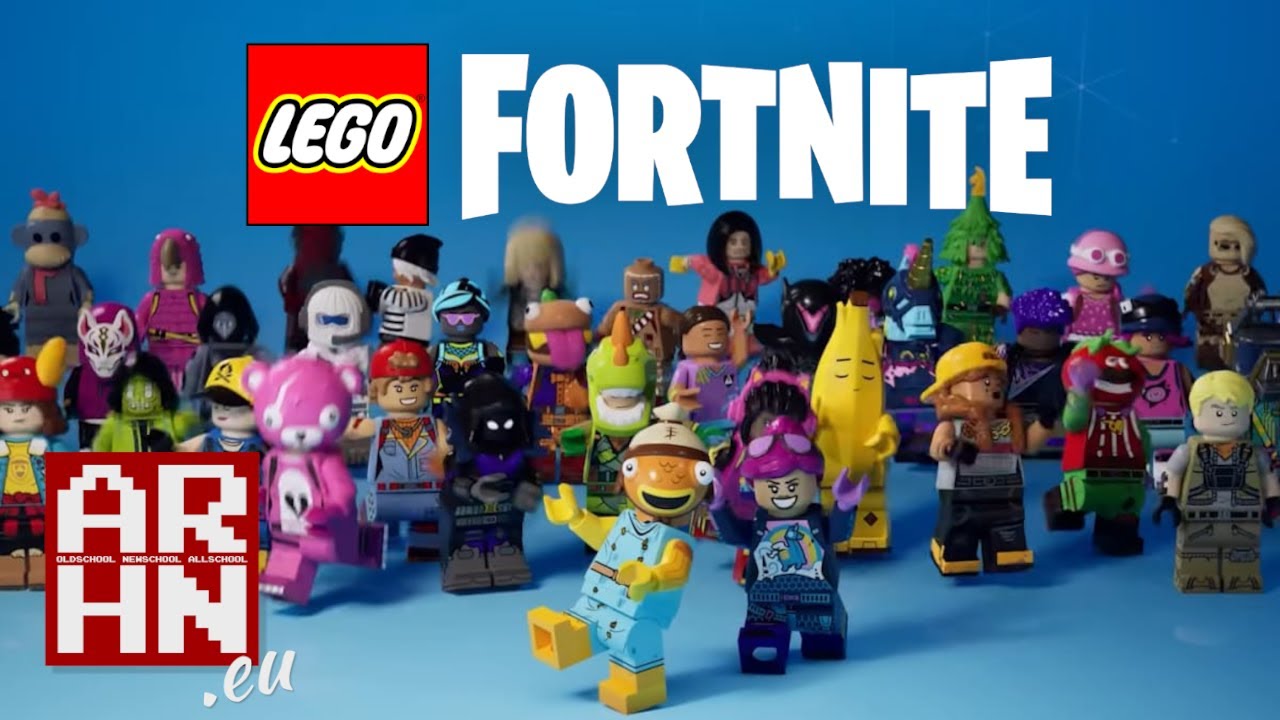 LEGO®
FORTNITE
AR
OLDSCHOOL NEWSCHOOL ALLSCHOOL
HN
.eu